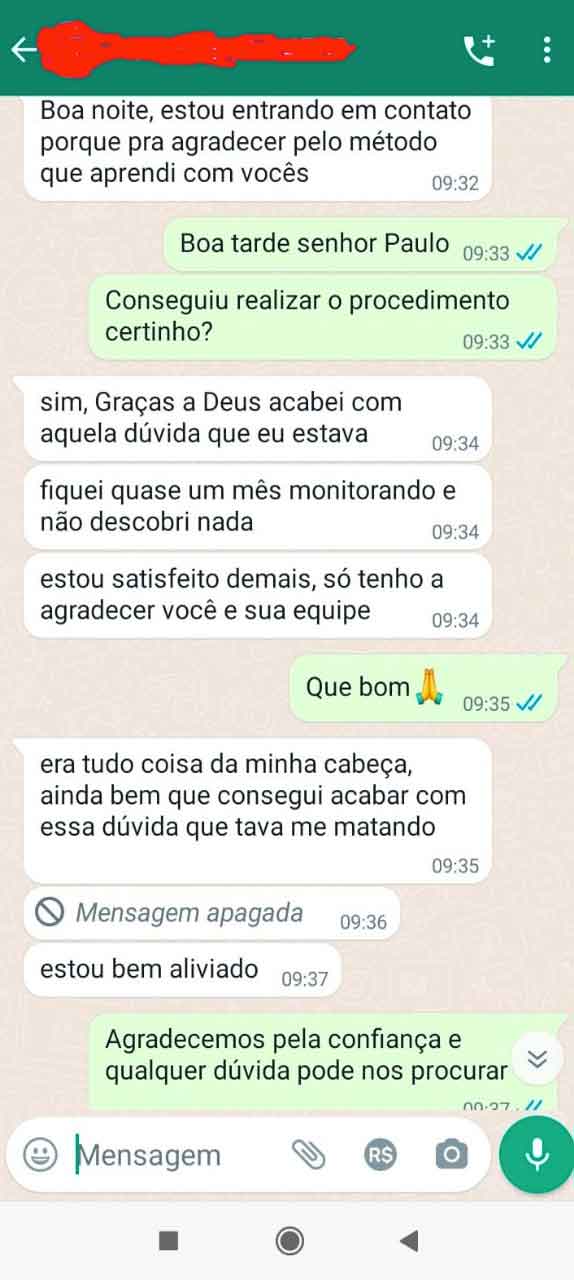 Boa noite, estou entrando em contato
porque pra agradecer pelo método
que aprendi com vocês
09:32
Boa tarde senhor Paulo
09:33
Conseguiu realizar o procedimento
certinho?
09:33
sim, Graças a Deus acabei com
aquela dúvida que eu estava
09:34
fiquei quase um mês monitorando e
não descobri nada
09:34
estou satisfeito demais, só tenho a
agradecer você e sua equipe
09:34
Que bom🙏
09:35
era tudo coisa da minha cabeça,
ainda bem que consegui acabar com
essa dúvida que tava me matando
09:35
Mensagem apagada
09:36
estou bem aliviado
09:37
Agradecemos pela confiança e
qualquer dúvida pode nos procurar
09:37
Mensagem
R$